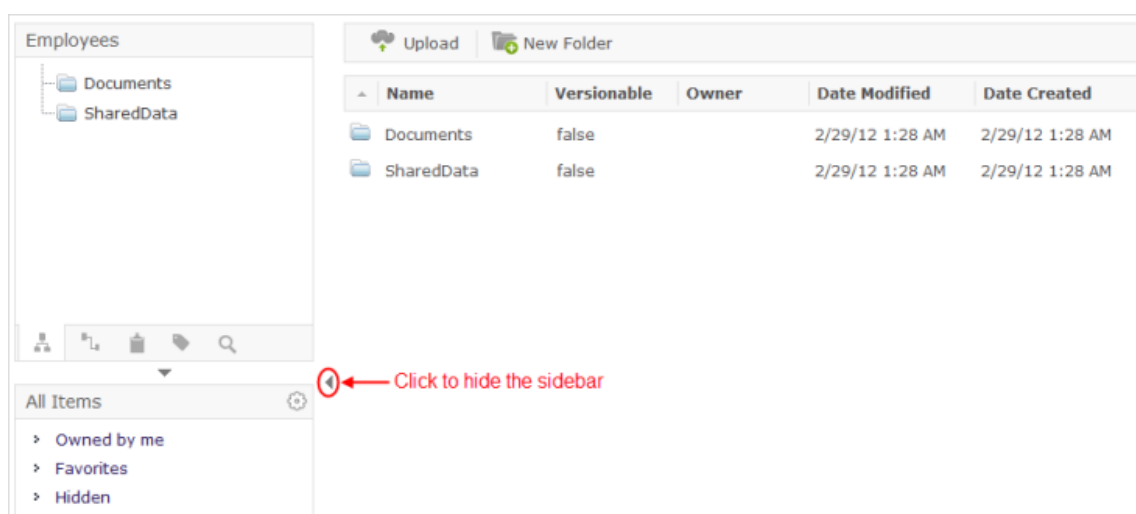 Employees
Documents
SharedData
Upload New Folder
Name Versionable Owner Date Modified Date Created
Documents false 2/29/12 1:28 AM 2/29/12 1:28 AM
SharedData false 2/29/12 1:28 AM 2/29/12 1:28 AM
Click to hide the sidebar
All Items
Owned by me
Favorites
Hidden